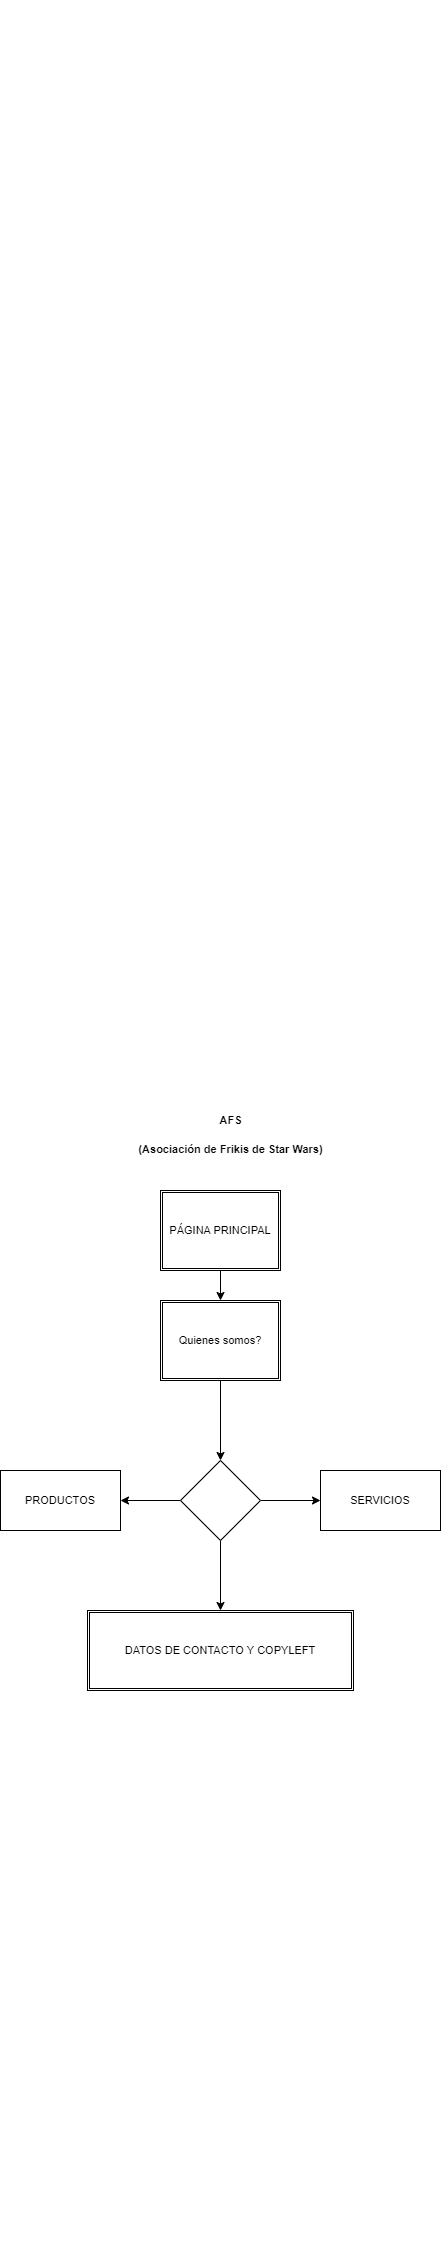 AFS
(Asociación de Frikis de Star Wars)
PÁGINA PRINCIPAL
Quienes somos?
PRODUCTOS
SERVICIOS
DATOS DE CONTACTO Y COPYLEFT